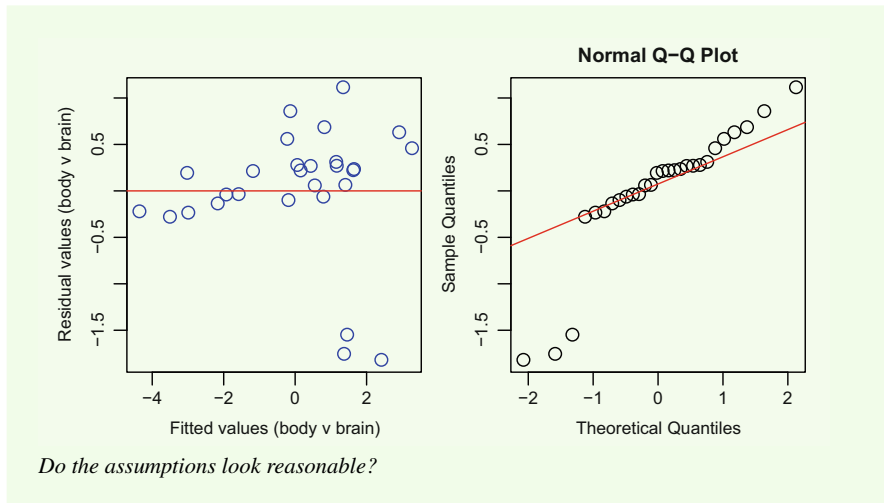 Residual values (body v brain)
0.5
−0.5
−1.5
−4
−2
0
2
Fitted values (body v brain)
Normal Q−Q Plot
Sample Quantiles
0.5
−0.5
−1.5
−2
−1
0
1
2
Theoretical Quantiles
Do the assumptions look reasonable?